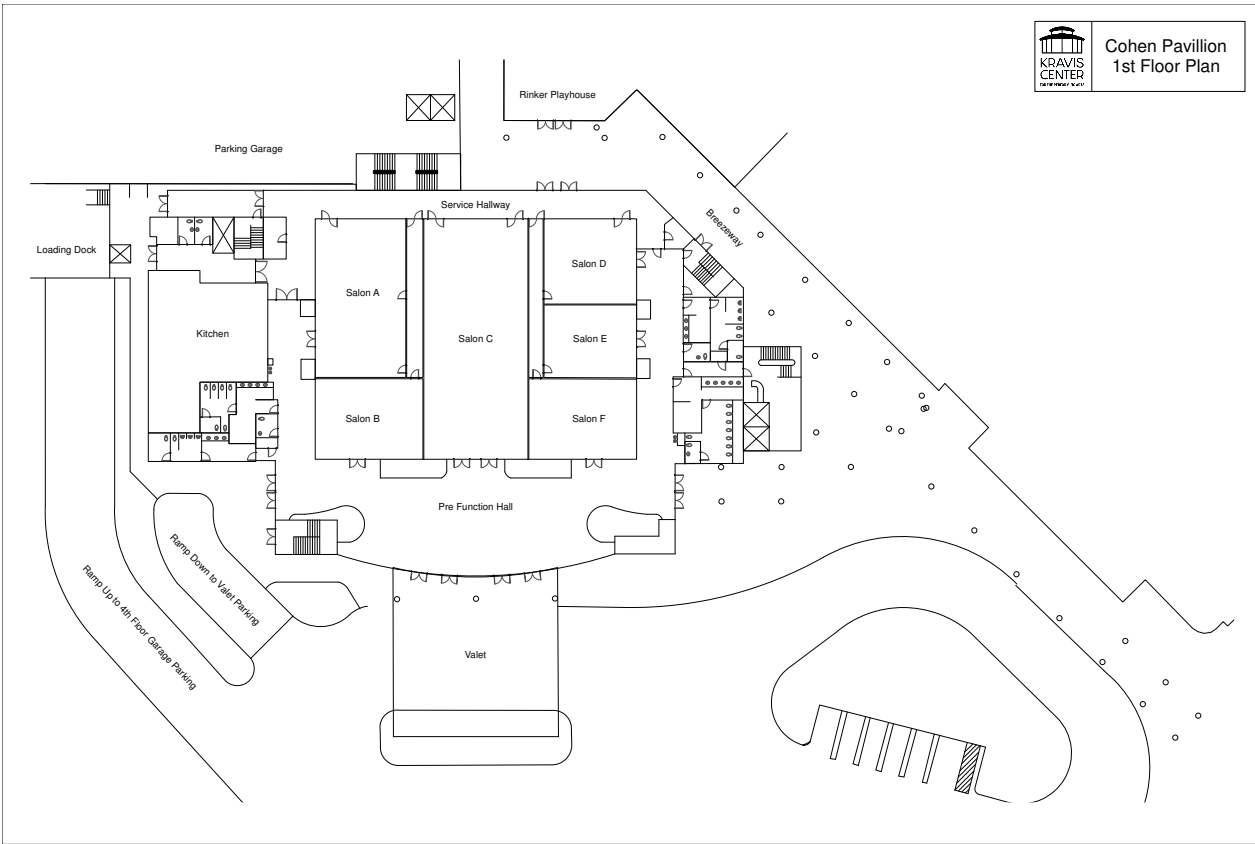 KRAVIS
CENTER
Cohen Pavillion
1st Floor Plan
Rinker Playhouse
Parking Garage
Service Hallway
Breezeway
Loading Dock
Salon A
Salon B
Salon C
Salon D
Salon E
Salon F
Kitchen
Pre Function Hall
Ramp Down to Valet Parking
Ramp Up to 4th Floor Garage Parking
Valet